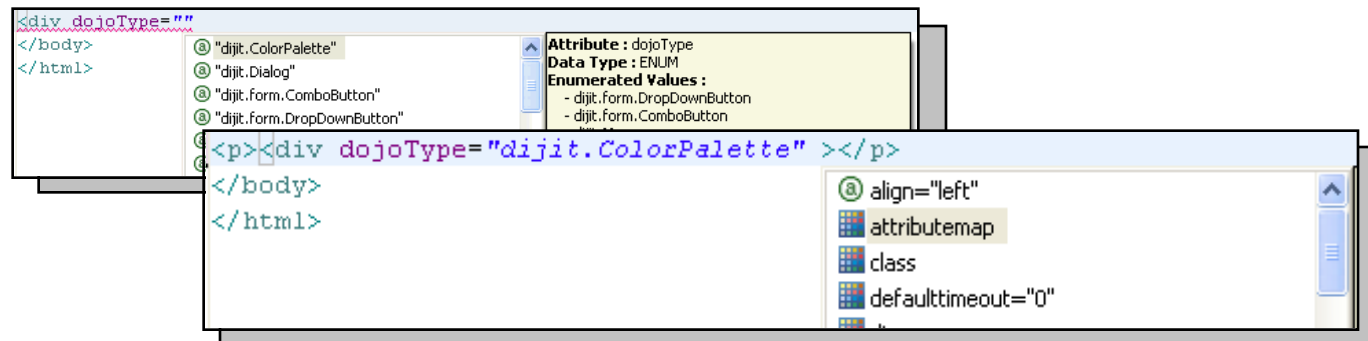 <div dojoType=""
</body>
</html>
ⓐ "dijit.ColorPalette"
ⓐ "dijit.Dialog"
ⓐ "dijit.form.ComboButton"
ⓐ "dijit.form.DropDownButton"
Attribute : dojoType
Data Type : ENUM
Enumerated Values :
- dijit.form.DropDownButton
- dijit.form.ComboButton
<p><div dojoType="dijit.ColorPalette" ></p>
</body>
</html>
ⓐ align="left"
attributemap
class
defaulttimeout="0"